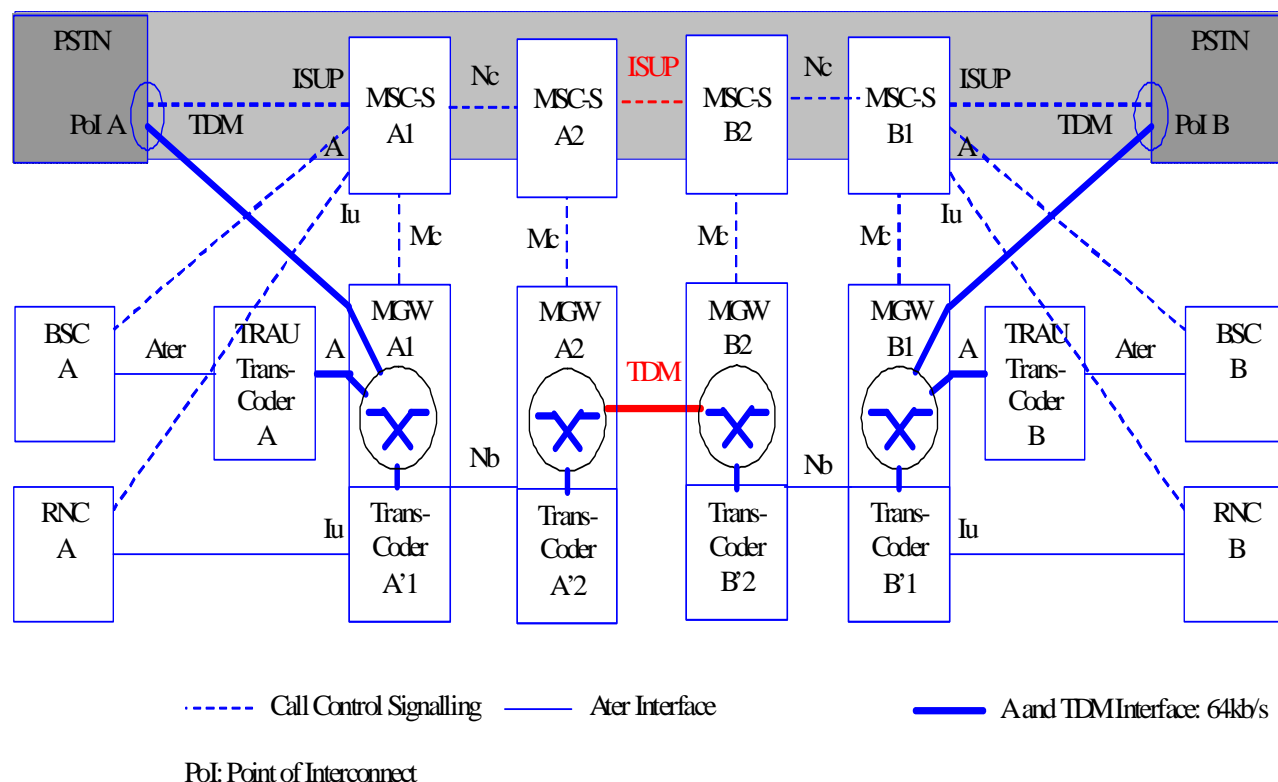 PSTN
PSTN
ISUP
Nc
ISUP
Nc
ISUP
MSC-S
A1
MSC-S
A2
MSC-S
B2
MSC-S
B1
PoI A
TDM
TDM
PoI B
A
A
Iu
Iu
Mc
Mc
Mc
Mc
BSC
A
Ater
TRAU
Trans-
Coder
A
A
MGW
A1
MGW
A2
TDM
MGW
B2
MGW
B1
A
TRAU
Trans-
Coder
B
Ater
BSC
B
Nb
Nb
RNC
A
Iu
Trans-
Coder
A'1
Trans-
Coder
A'2
Trans-
Coder
B'2
Trans-
Coder
B'1
Iu
RNC
B
Call Control Signalling
Ater Interface
A and TDM Interface: 64kb/s
PoI: Point of Interconnect